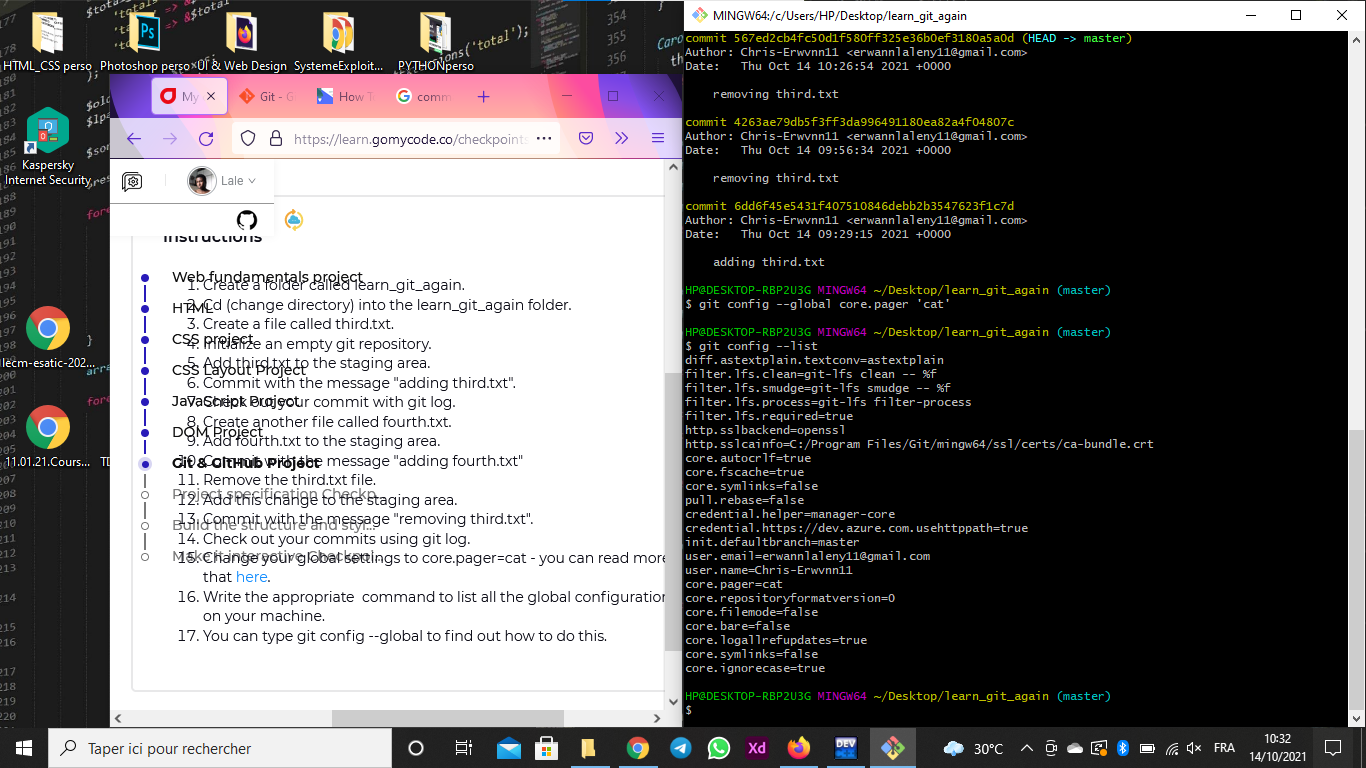 HTML_CSS perso
Photoshop perso
UI & Web Design
SystemeExploit...
PYTHONperso
Kaspersky
Internet Security
lecm-esatic-202...
11.01.21.Cours...
My
Git - G
How T
comm
https://learn.gomycode.co/checkpoints
Lale
Instructions
Web fundamentals project
HTML
CSS project
CSS Layout Project
JavaScript Project
DOM Project
Git & GitHub Project
Project specification Checkp...
Build the structure and styl...
Make it interactive Checkpoi...
1. Create a folder called learn_git_again.
2. Cd (change directory) into the learn_git_again folder.
3. Create a file called third.txt.
4. Initialize an empty git repository.
5. Add third.txt to the staging area.
6. Commit with the message "adding third.txt".
7. Check out your commit with git log.
8. Create another file called fourth.txt.
9. Add fourth.txt to the staging area.
10. Commit with the message "adding fourth.txt"
11. Remove the third.txt file.
12. Add this change to the staging area.
13. Commit with the message "removing third.txt".
14. Check out your commits using git log.
15. Change your global settings to core.pager=cat - you can read more
that here.
16. Write the appropriate  command to list all the global configuration
on your machine.
17. You can type git config --global to find out how to do this.
MINGW64:/c/Users/HP/Desktop/learn_git_again
commit 567ed2cb4fc50d1f580ff325e36b0ef3180a5a0d (HEAD -> master)
Author: Chris-Erwvnn11 <erwannlaleny11@gmail.com>
Date:   Thu Oct 14 10:26:54 2021 +0000
removing third.txt
commit 4263ae79db5f3ff3da996491180ea82a4f04807c
Author: Chris-Erwvnn11 <erwannlaleny11@gmail.com>
Date:   Thu Oct 14 09:56:34 2021 +0000
removing third.txt
commit 6dd6f45e5431f407510846debb2b3547623f1c7d
Author: Chris-Erwvnn11 <erwannlaleny11@gmail.com>
Date:   Thu Oct 14 09:29:15 2021 +0000
adding third.txt
HP@DESKTOP-RBP2U3G MINGW64 ~/Desktop/learn_git_again (master)
$ git config --global core.pager 'cat'
HP@DESKTOP-RBP2U3G MINGW64 ~/Desktop/learn_git_again (master)
$ git config --list
diff.astextplain.textconv=astextplain
filter.lfs.clean=git-lfs clean -- %f
filter.lfs.smudge=git-lfs smudge -- %f
filter.lfs.process=git-lfs filter-process
filter.lfs.required=true
http.sslbackend=openssl
http.sslcainfo=C:/Program Files/Git/mingw64/ssl/certs/ca-bundle.crt
core.autocrlf=true
core.fscache=true
core.symlinks=false
pull.rebase=false
credential.helper=manager-core
credential.https://dev.azure.com.usehttppath=true
init.defaultbranch=master
user.email=erwannlaleny11@gmail.com
user.name=Chris-Erwvnn11
core.pager=cat
core.repositoryformatversion=0
core.filemode=false
core.bare=false
core.logallrefupdates=true
core.symlinks=false
core.ignorecase=true
HP@DESKTOP-RBP2U3G MINGW64 ~/Desktop/learn_git_again (master)
$
Taper ici pour rechercher
Xd
DEV
30°C
FRA
10:32
14/10/2021